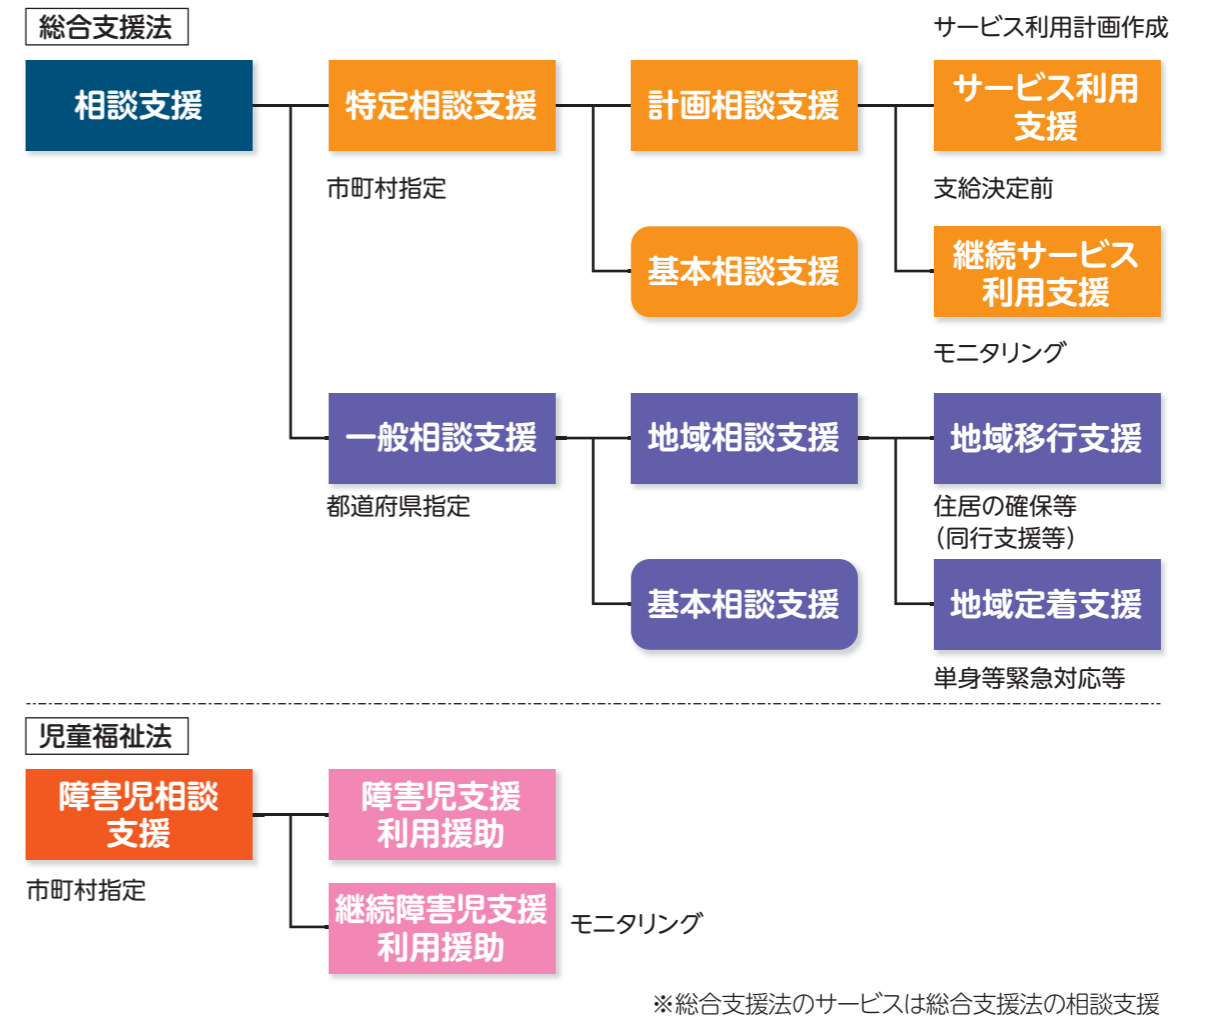 総合支援法
サービス利用計画作成
相談支援
特定相談支援
計画相談支援
サービス利用
支援
市町村指定
支給決定前
基本相談支援
継続サービス
利用支援
モニタリング
一般相談支援
地域相談支援
地域移行支援
都道府県指定
住居の確保等
（同行支援等）
基本相談支援
地域定着支援
単身等緊急対応等
児童福祉法
障害児相談
支援
障害児支援
利用援助
市町村指定
継続障害児支援
利用援助
モニタリング
※総合支援法のサービスは総合支援法の相談支援